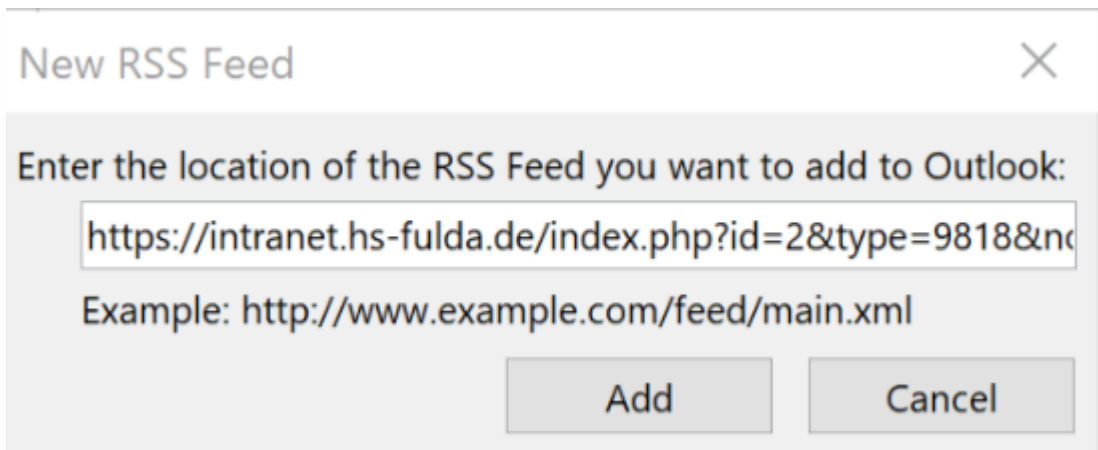 New RSS Feed
Enter the location of the RSS Feed you want to add to Outlook:
https://intranet.hs-fulda.de/index.php?id=2&type=9818&no
Example: http://www.example.com/feed/main.xml
Add Cancel